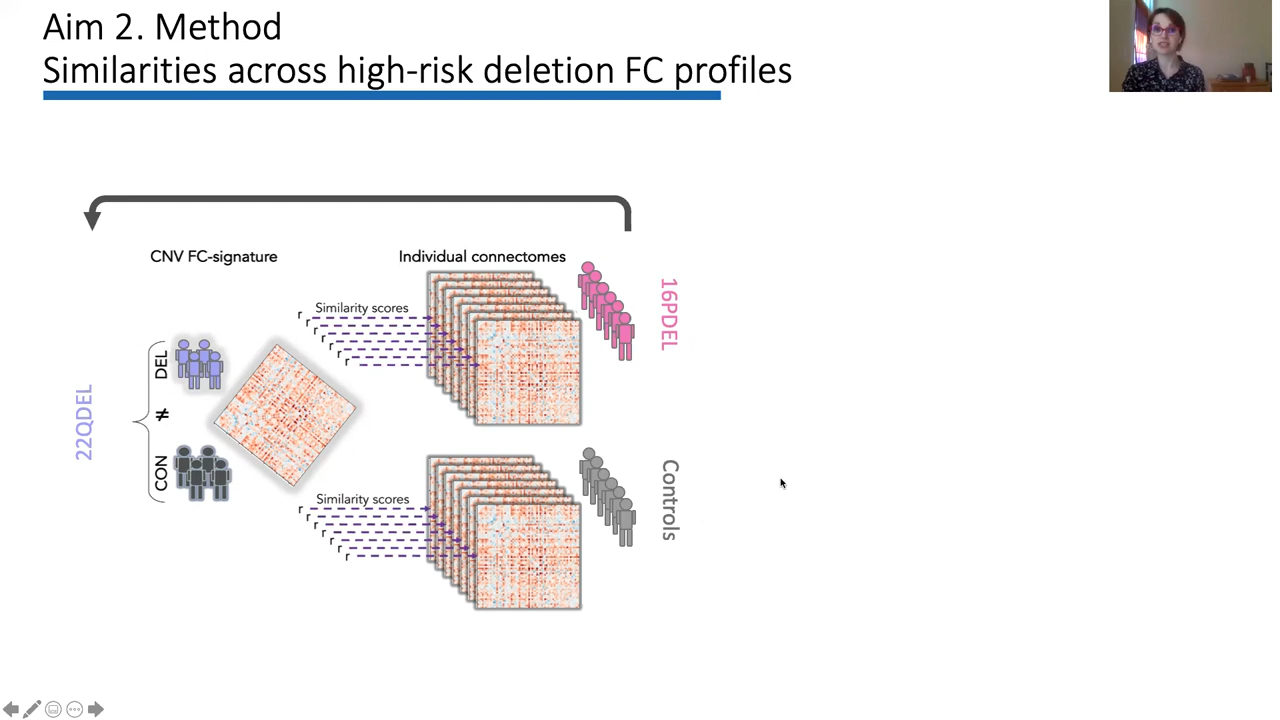 Aim 2. Method
Similarities across high-risk deletion FC profiles
CNV FC-signature
Individual connectomes
Similarity scores
r
r
r
r
r
r
r
16PDEL
22QDEL
DEL
≠
CON
Similarity scores
r
r
r
r
r
r
r
Controls